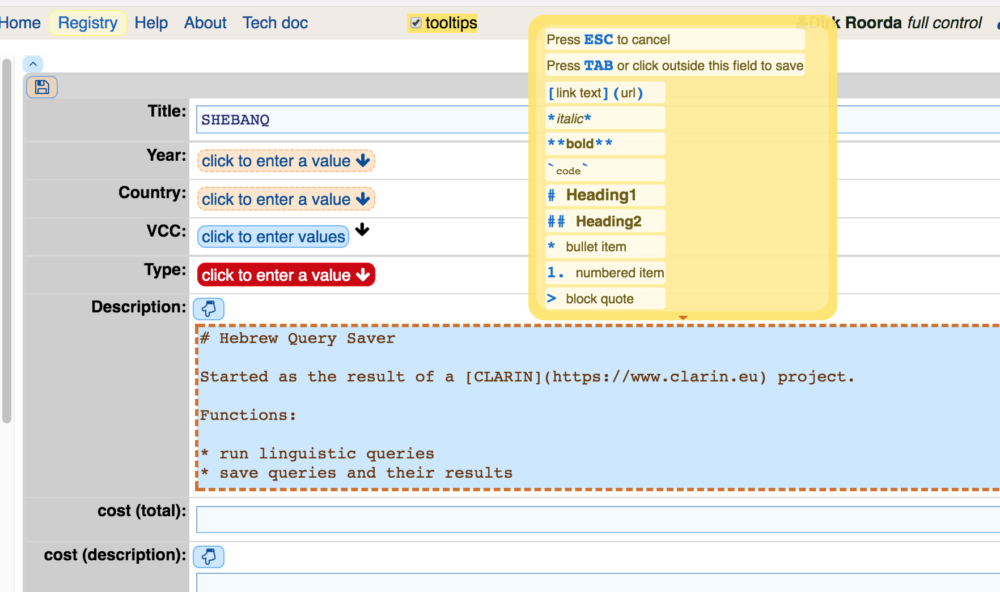 Home Registry Help About Tech doc tooltips Dirk Roorda full control
Press ESC to cancel
Press TAB or click outside this field to save
[link text](url)
*italic*
**bold**
`code`
# Heading1
## Heading2
* bullet item
1. numbered item
> block quote
Title: SHEBANQ
Year: click to enter a value
Country: click to enter a value
VCC: click to enter values
Type: click to enter a value
Description:
# Hebrew Query Saver
Started as the result of a [CLARIN](https://www.clarin.eu) project.
Functions:
* run linguistic queries
* save queries and their results
cost (total):
cost (description):